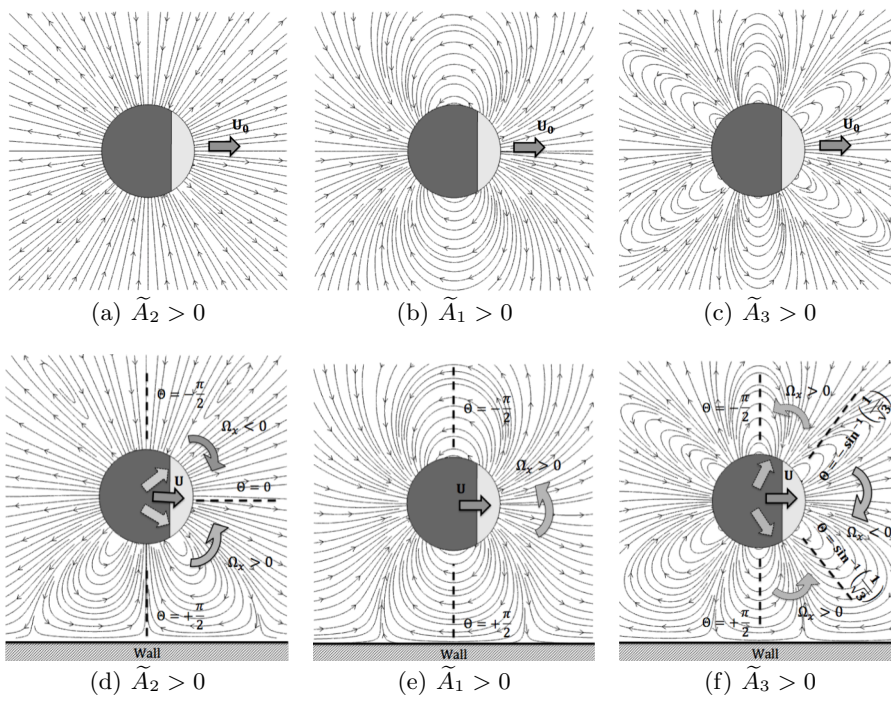 U₀
U₀
U₀
(a) Ã₂ > 0
(b) Ã₁ > 0
(c) Ã₃ > 0
Θ = −π/2
Ωₓ < 0
U
Θ = 0
Ωₓ > 0
Θ = +π/2
Wall
Θ = −π/2
Ωₓ > 0
U
Θ = +π/2
Wall
Ωₓ > 0
Θ = −π/2
Θ = − sin⁻¹(1/√3)
U
Ωₓ < 0
Θ = sin⁻¹(1/√3)
Ωₓ > 0
Θ = +π/2
Wall
(d) Ã₂ > 0
(e) Ã₁ > 0
(f) Ã₃ > 0